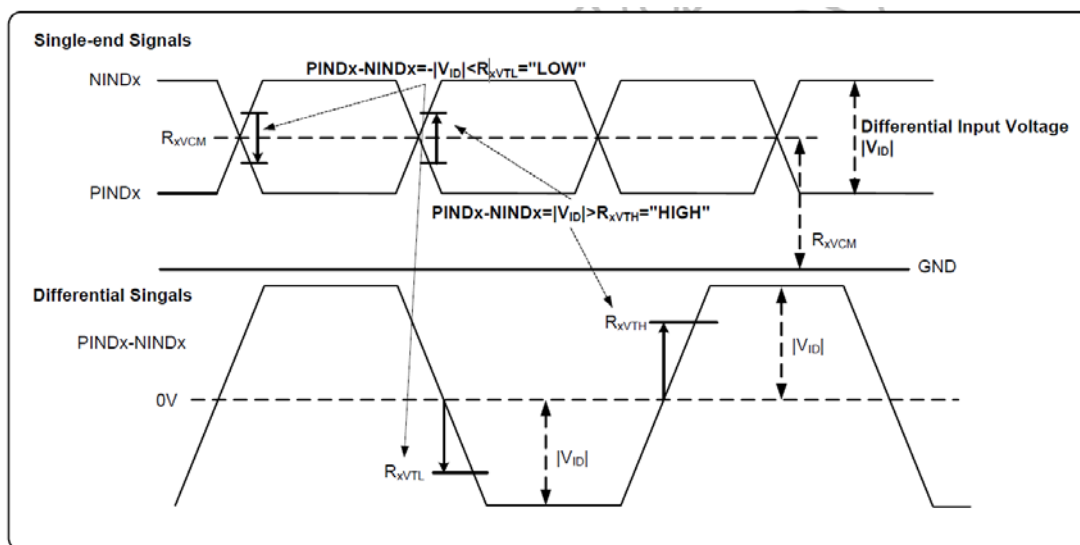 Single-end Signals
NINDx
PINDx-NINDx=-|VID|<RxVTL="LOW"
RxVCM
Differential Input Voltage
|VID|
PINDx
PINDx-NINDx=|VID|>RxVTH="HIGH"
RxVCM
GND
Differential Singals
RxVTH
PINDx-NINDx
|VID|
0V
|VID|
RxVTL